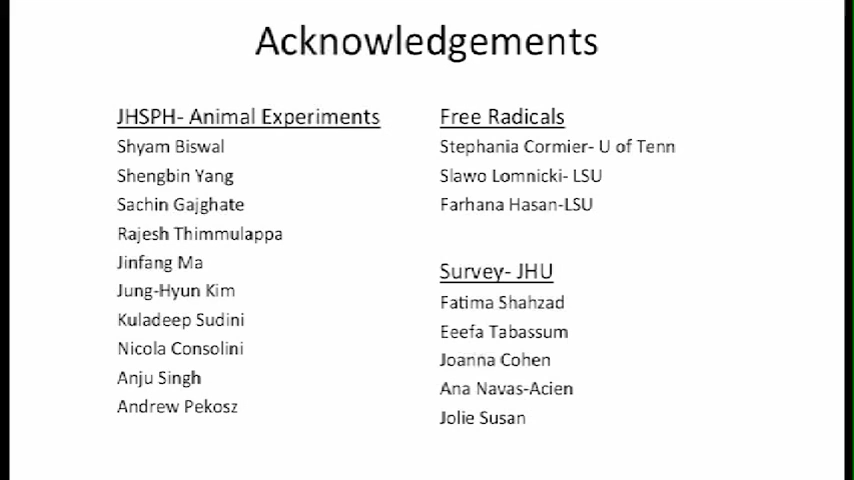 Acknowledgements
JHSPH- Animal Experiments
Shyam Biswal
Shengbin Yang
Sachin Gajghate
Rajesh Thimmulappa
Jinfang Ma
Jung-Hyun Kim
Kuladeep Sudini
Nicola Consolini
Anju Singh
Andrew Pekosz
Free Radicals
Stephania Cormier- U of Tenn
Slawo Lomnicki- LSU
Farhana Hasan-LSU
Survey- JHU
Fatima Shahzad
Eeefa Tabassum
Joanna Cohen
Ana Navas-Acien
Jolie Susan